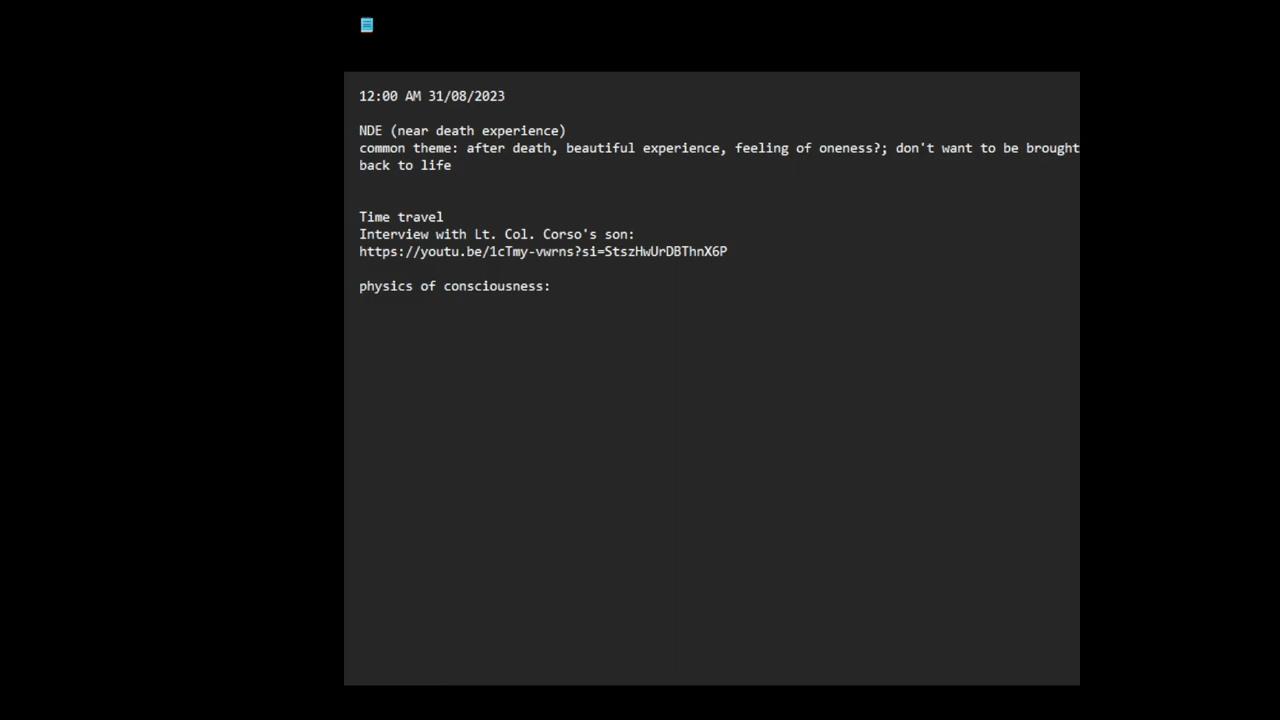 12:00 AM 31/08/2023
NDE (near death experience)
common theme: after death, beautiful experience, feeling of oneness?; don't want to be brought
back to life
Time travel
Interview with Lt. Col. Corso's son:
https://youtu.be/1cTmy-vwrns?si=StszHwUrDBThnX6P
physics of consciousness: